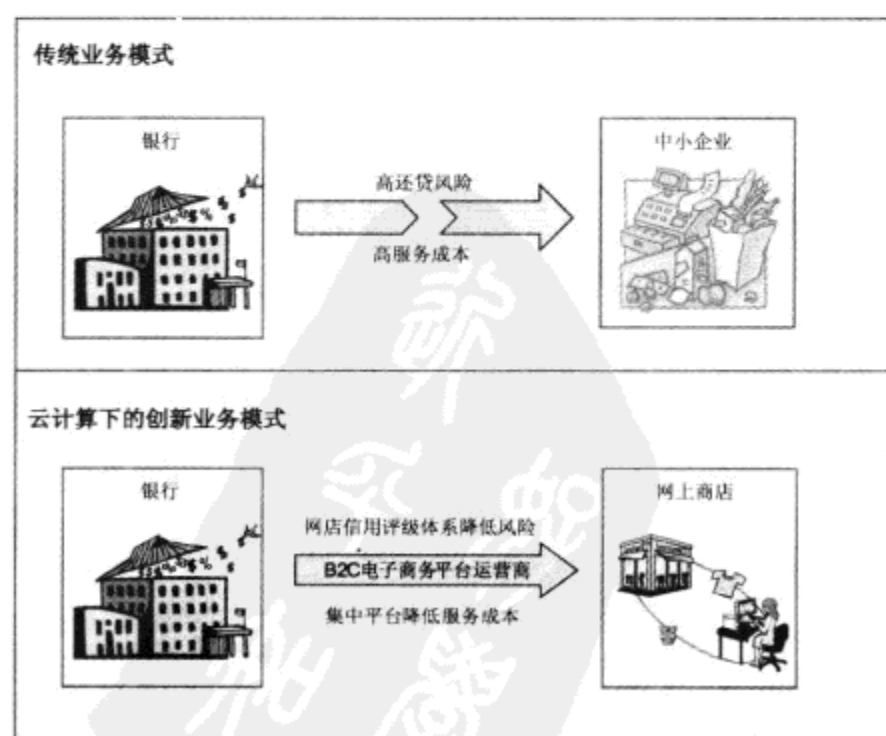 传统业务模式
银行
中小企业
高还贷风险
高服务成本
云计算下的创新业务模式
银行
网上商店
网店信用评级体系降低风险
B2C电子商务平台运营商
集中平台降低服务成本